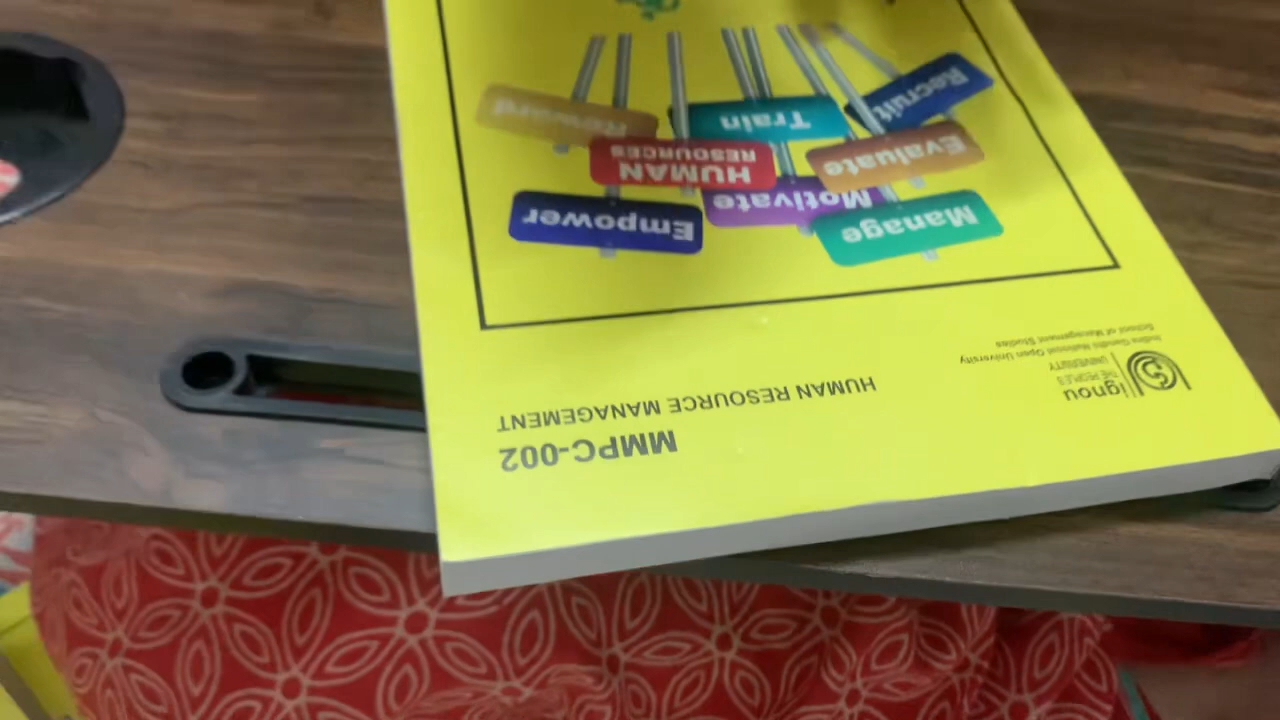 ignou
THE PEOPLE'S
UNIVERSITY
Indira Gandhi National Open University
School of Management Studies
MMPC-002
HUMAN RESOURCE MANAGEMENT
Manage
Motivate
Empower
Evaluate
HUMAN
RESOURCES
Recruit
Train
Reward